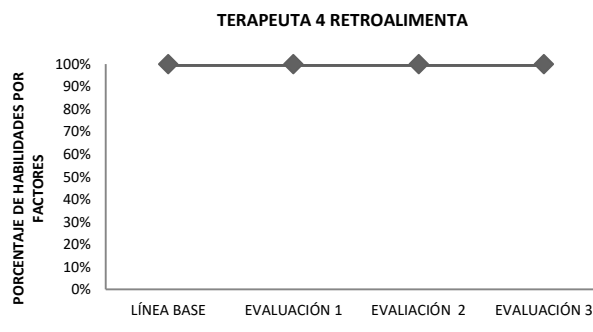 TERAPEUTA 4 RETROALIMENTA
PORCENTAJE DE HABILIDADES POR
FACTORES
100%
90%
80%
70%
60%
50%
40%
30%
20%
10%
0%
LÍNEA BASE
EVALUACIÓN 1
EVALIACIÓN 2
EVALUACIÓN 3